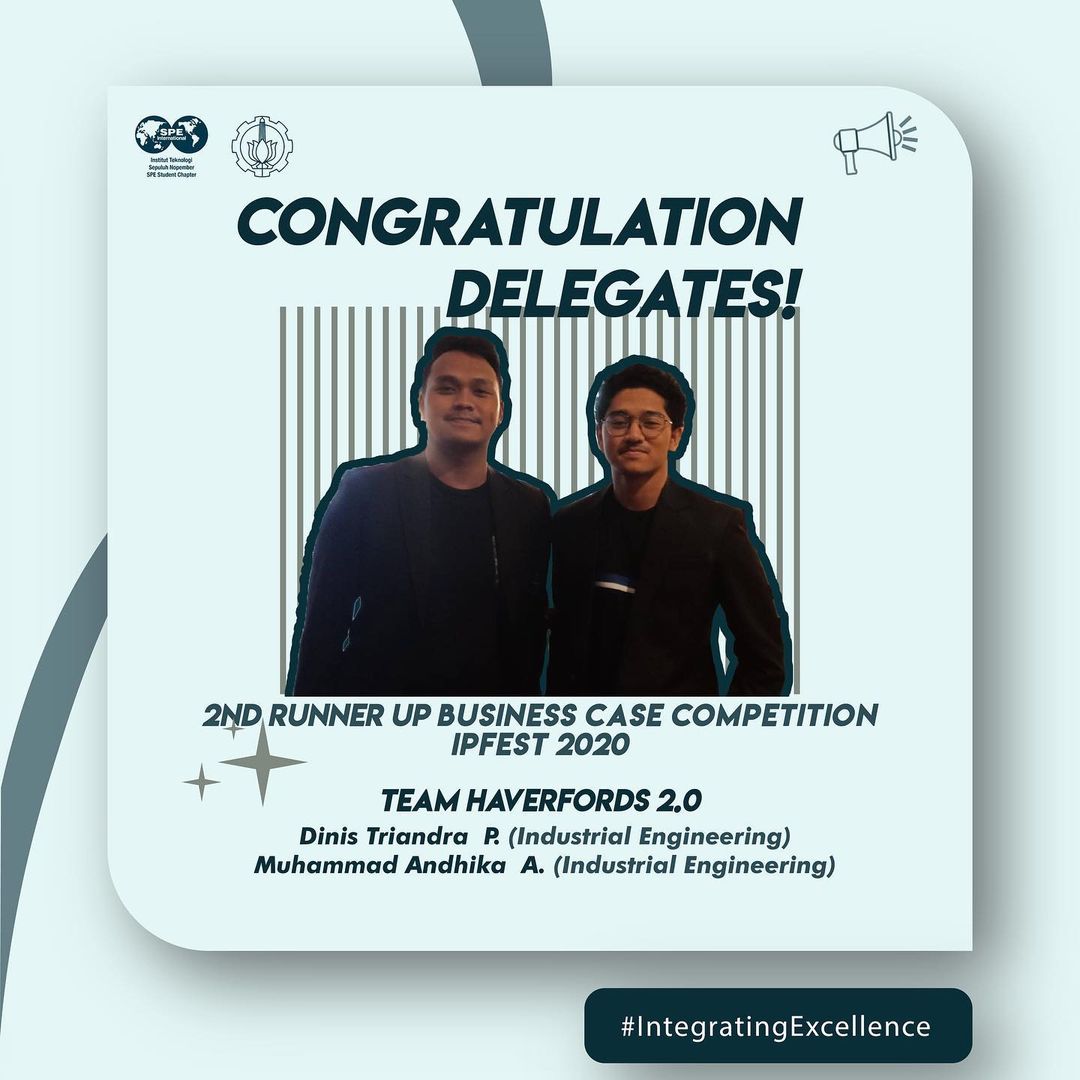 SPE
International
Institut Teknologi
Sepuluh Nopember
SPE Student Chapter
CONGRATULATION
DELEGATES!
2ND RUNNER UP BUSINESS CASE COMPETITION
IPFEST 2020
TEAM HAVERFORDS 2.0
Dinis Triandra P. (Industrial Engineering)
Muhammad Andhika A. (Industrial Engineering)
#IntegratingExcellence